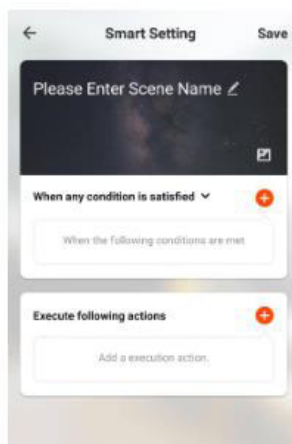 Smart Setting
Save
Please Enter Scene Name
When any condition is satisfied
When the following conditions are met
Execute following actions
Add a execution action.